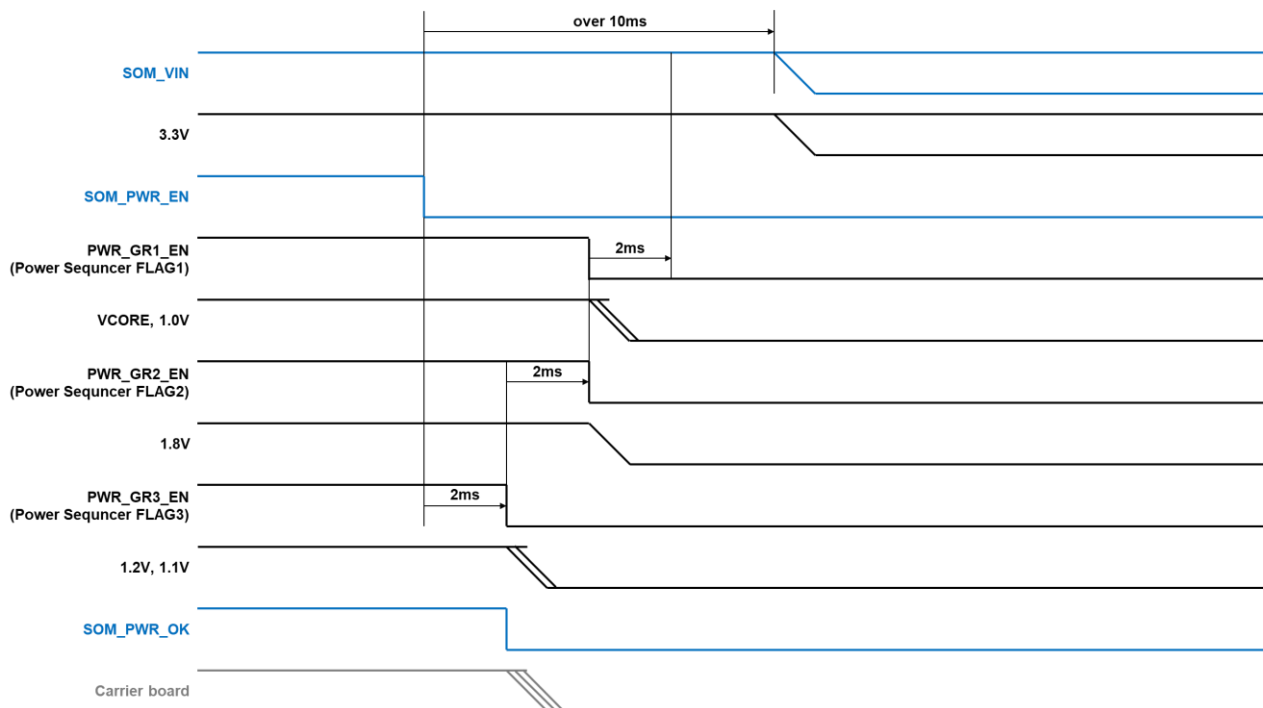 over 10ms
SOM_VIN
3.3V
SOM_PWR_EN
PWR_GR1_EN
(Power Sequncer FLAG1)
2ms
VCORE, 1.0V
PWR_GR2_EN
(Power Sequncer FLAG2)
2ms
1.8V
PWR_GR3_EN
(Power Sequncer FLAG3)
2ms
1.2V, 1.1V
SOM_PWR_OK
Carrier board